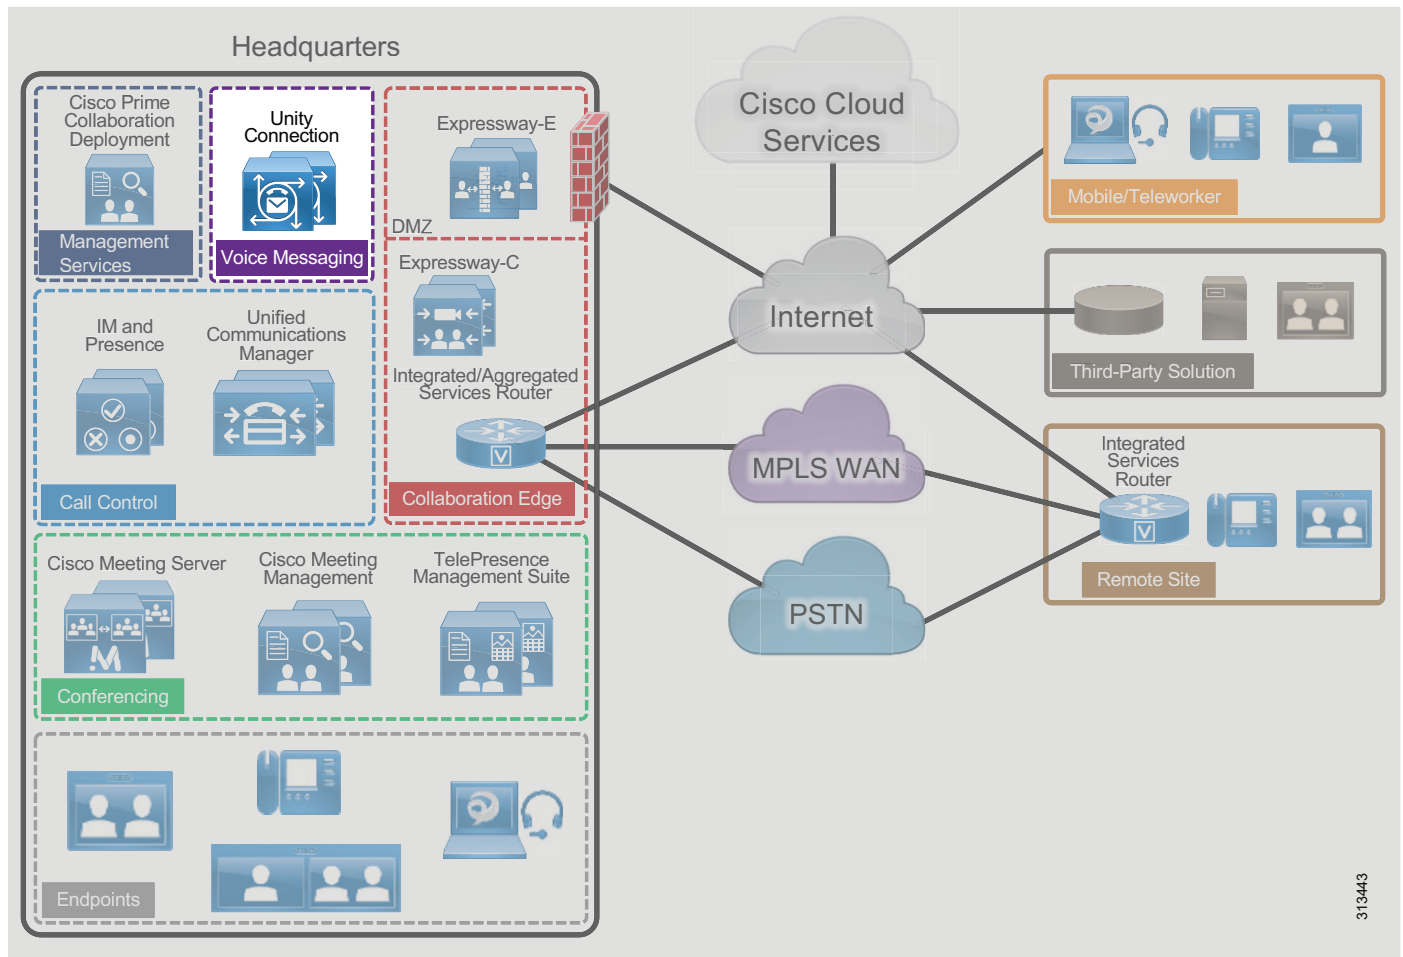 Headquarters
Cisco Prime
Collaboration
Deployment
Management
Services
Unity
Connection
Voice Messaging
Expressway-E
DMZ
Expressway-C
Integrated/Aggregated
Services Router
V
Collaboration Edge
IM and
Presence
Unified
Communications
Manager
Call Control
Cisco Meeting Server
Cisco Meeting
Management
TelePresence
Management Suite
Conferencing
Endpoints
Cisco Cloud
Services
Internet
MPLS WAN
PSTN
Mobile/Teleworker
Third-Party Solution
Integrated
Services
Router
V
Remote Site
313443